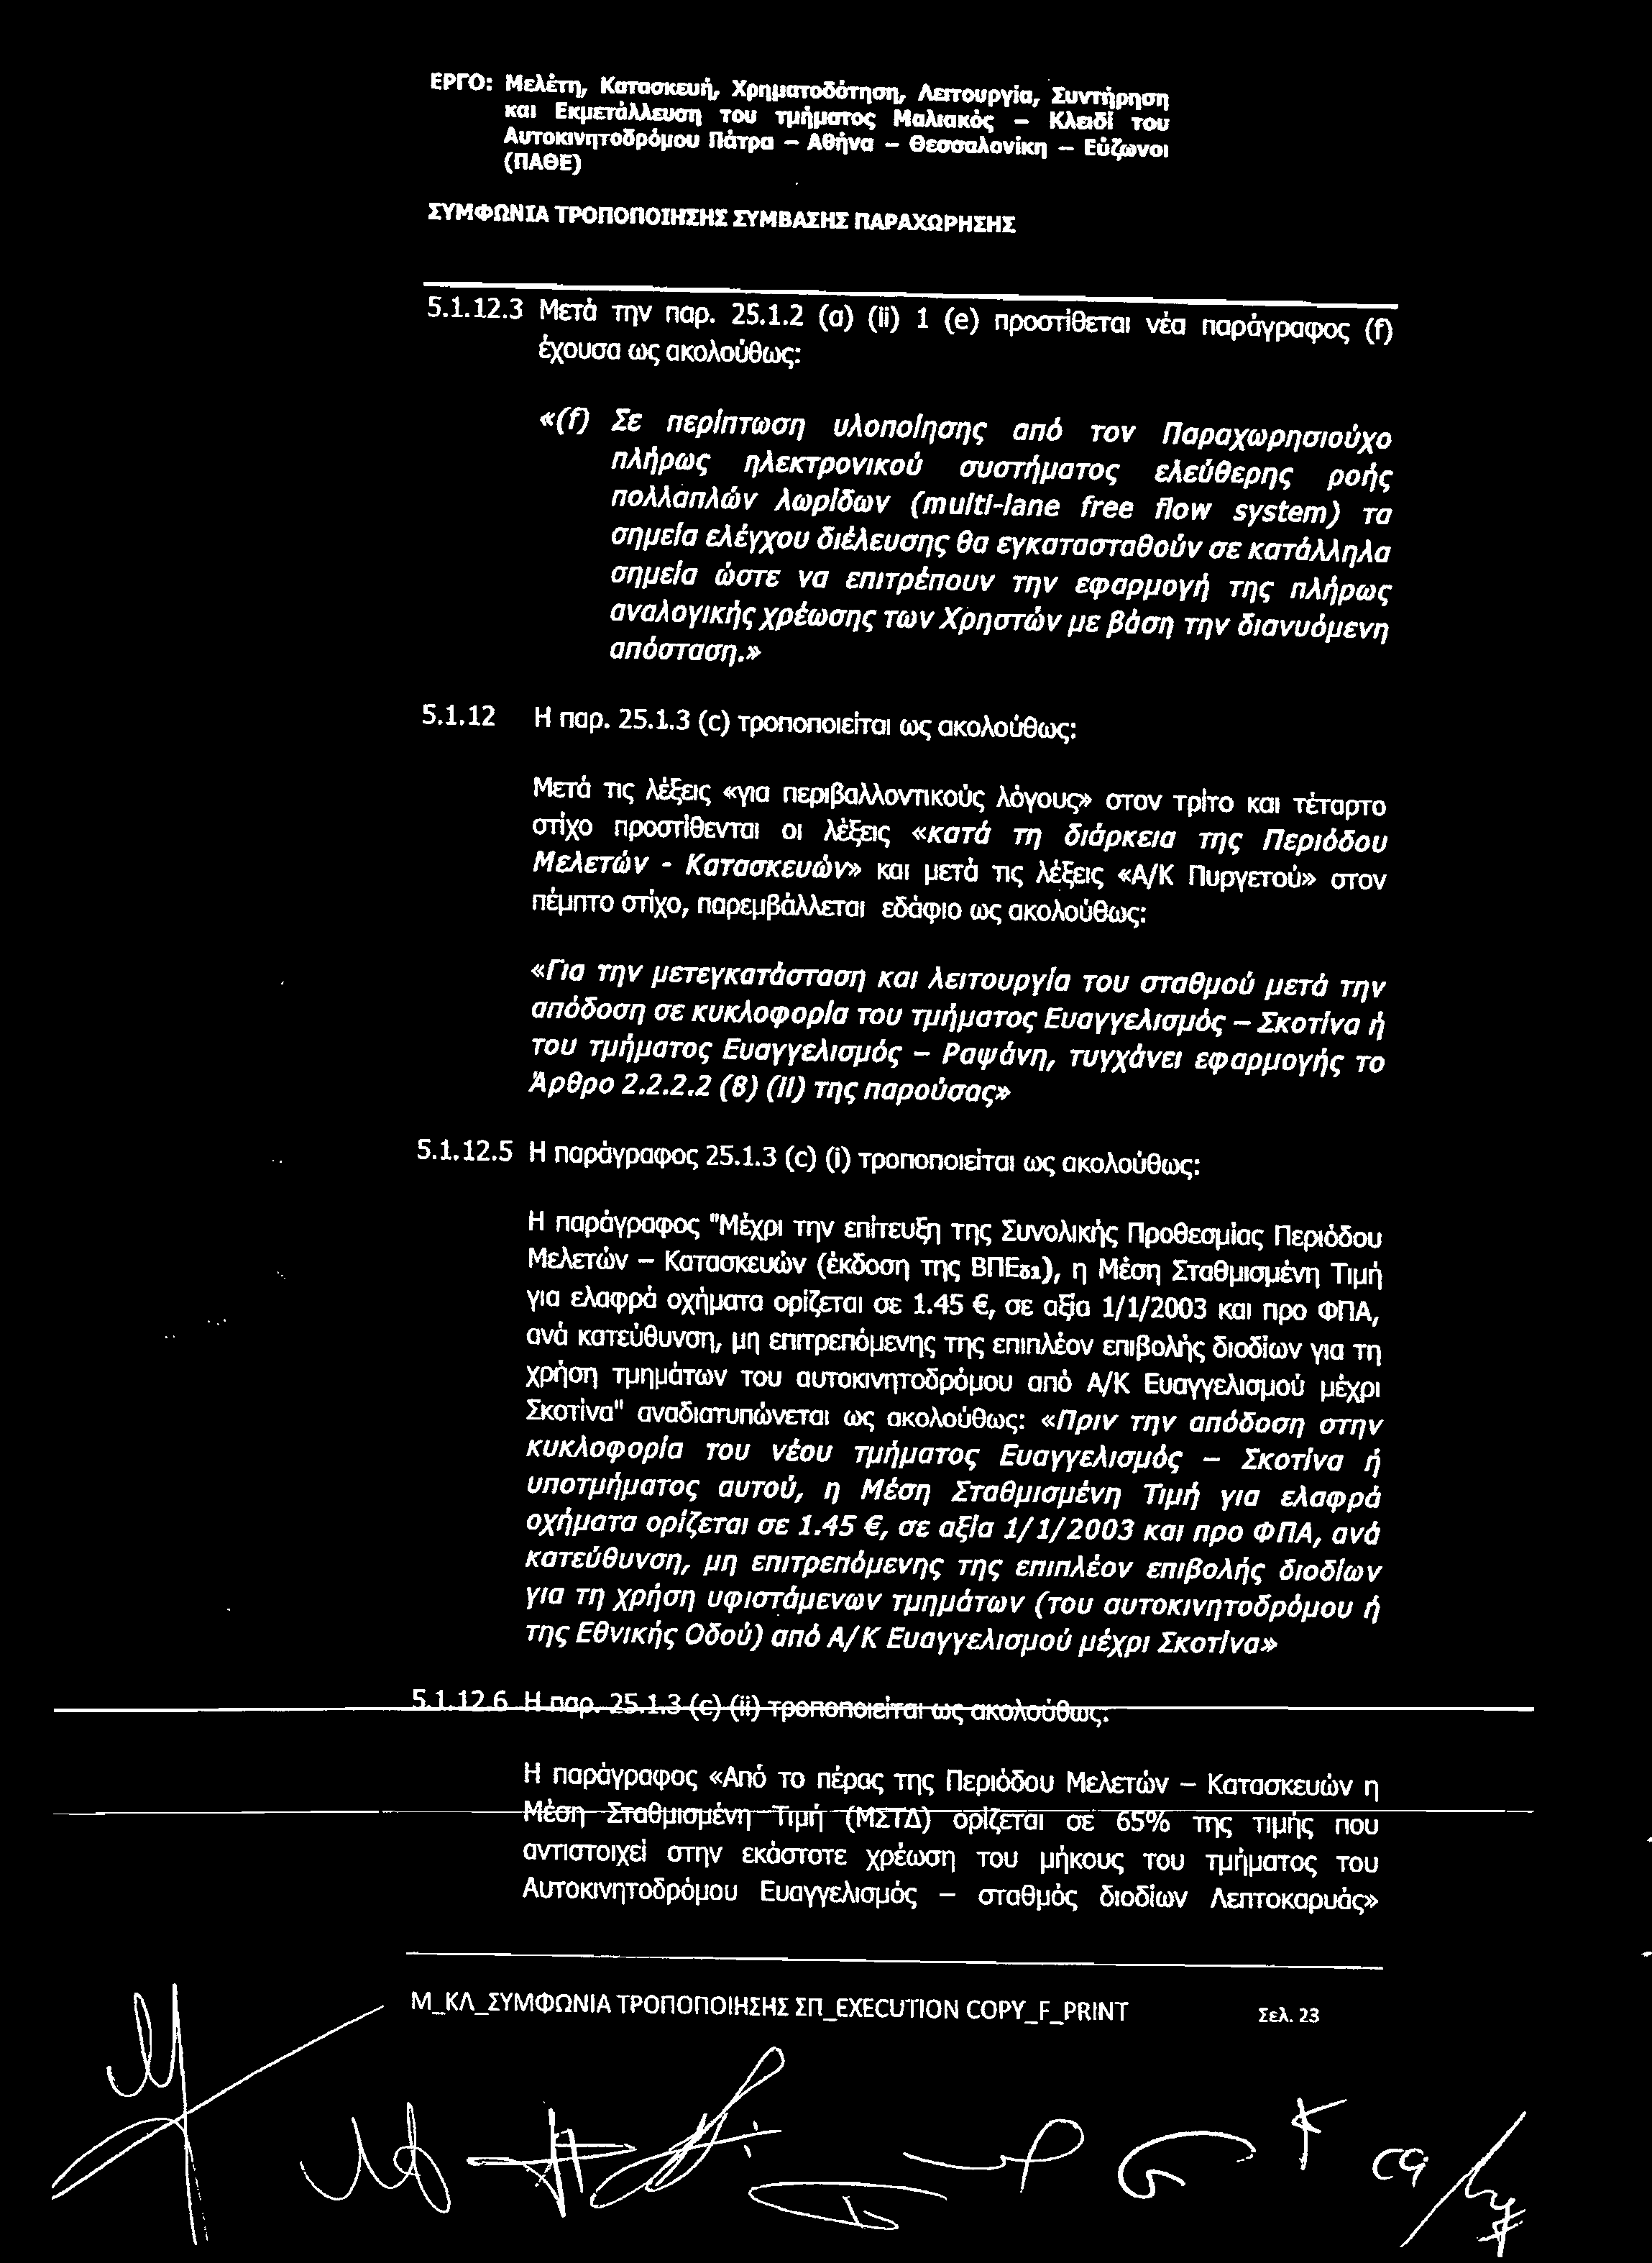 ΕΡΓΟ: Μελέτη, Κατασκευή, Χρηματοδότηση, Λειτουργία, Συντήρηση
και Εκμετάλλευση του τμήματος Μαλιακός – Κλειδί του
Αυτοκινητοδρόμου Πάτρα – Αθήνα – Θεσσαλονίκη – Εύζωνοι
(ΠΑΘΕ)
ΣΥΜΦΩΝΙΑ ΤΡΟΠΟΠΟΙΗΣΗΣ ΣΥΜΒΑΣΗΣ ΠΑΡΑΧΩΡΗΣΗΣ
5.1.12.3 Μετά την παρ. 25.1.2 (α) (ii) 1 (e) προστίθεται νέα παράγραφος (f)
έχουσα ως ακολούθως:
«(f) Σε περίπτωση υλοποίησης από τον Παραχωρησιούχο
πλήρως ηλεκτρονικού συστήματος ελεύθερης ροής
πολλαπλών λωρίδων (multi-lane free flow system) τα
σημεία ελέγχου διέλευσης θα εγκατασταθούν σε κατάλληλα
σημεία ώστε να επιτρέπουν την εφαρμογή της πλήρως
αναλογικής χρέωσης των Χρηστών με βάση την διανυόμενη
απόσταση.»
5.1.12 Η παρ. 25.1.3 (c) τροποποιείται ως ακολούθως:
Μετά τις λέξεις «για περιβαλλοντικούς λόγους» στον τρίτο και τέταρτο
στίχο προστίθενται οι λέξεις «κατά τη διάρκεια της Περιόδου
Μελετών - Κατασκευών» και μετά τις λέξεις «Α/Κ Πυργετού» στον
πέμπτο στίχο, παρεμβάλλεται εδάφιο ως ακολούθως:
«Για την μετεγκατάσταση και λειτουργία του σταθμού μετά την
απόδοση σε κυκλοφορία του τμήματος Ευαγγελισμός – Σκοτίνα ή
του τμήματος Ευαγγελισμός – Ραψάνη, τυγχάνει εφαρμογής το
Άρθρο 2.2.2.2 (8) (ΙΙ) της παρούσας»
5.1.12.5 Η παράγραφος 25.1.3 (c) (i) τροποποιείται ως ακολούθως:
Η παράγραφος "Μέχρι την επίτευξη της Συνολικής Προθεσμίας Περιόδου
Μελετών – Κατασκευών (έκδοση της ΒΠΕδ1), η Μέση Σταθμισμένη Τιμή
για ελαφρά οχήματα ορίζεται σε 1.45 €, σε αξία 1/1/2003 και προ ΦΠΑ,
ανά κατεύθυνση, μη επιτρεπόμενης της επιπλέον επιβολής διοδίων για τη
χρήση τμημάτων του αυτοκινητοδρόμου από Α/Κ Ευαγγελισμού μέχρι
Σκοτίνα" αναδιατυπώνεται ως ακολούθως: «Πριν την απόδοση στην
κυκλοφορία του νέου τμήματος Ευαγγελισμός – Σκοτίνα ή
υποτμήματος αυτού, η Μέση Σταθμισμένη Τιμή για ελαφρά
οχήματα ορίζεται σε 1.45 €, σε αξία 1/1/2003 και προ ΦΠΑ, ανά
κατεύθυνση, μη επιτρεπόμενης της επιπλέον επιβολής διοδίων
για τη χρήση υφιστάμενων τμημάτων (του αυτοκινητοδρόμου ή
της Εθνικής Οδού) από Α/Κ Ευαγγελισμού μέχρι Σκοτίνα»
5.1.12.6 Η παρ. 25.1.3 (c) (ii) τροποποιείται ως ακολούθως:
Η παράγραφος «Από το πέρας της Περιόδου Μελετών – Κατασκευών η
Μέση Σταθμισμένη Τιμή (ΜΣΤΔ) ορίζεται σε 65% της τιμής που
αντιστοιχεί στην εκάστοτε χρέωση του μήκους του τμήματος του
Αυτοκινητοδρόμου Ευαγγελισμός – σταθμός διοδίων Λεπτοκαρυάς»
Μ_ΚΛ_ΣΥΜΦΩΝΙΑ ΤΡΟΠΟΠΟΙΗΣΗΣ ΣΠ_EXECUTION COPY_F_PRINT Σελ. 23